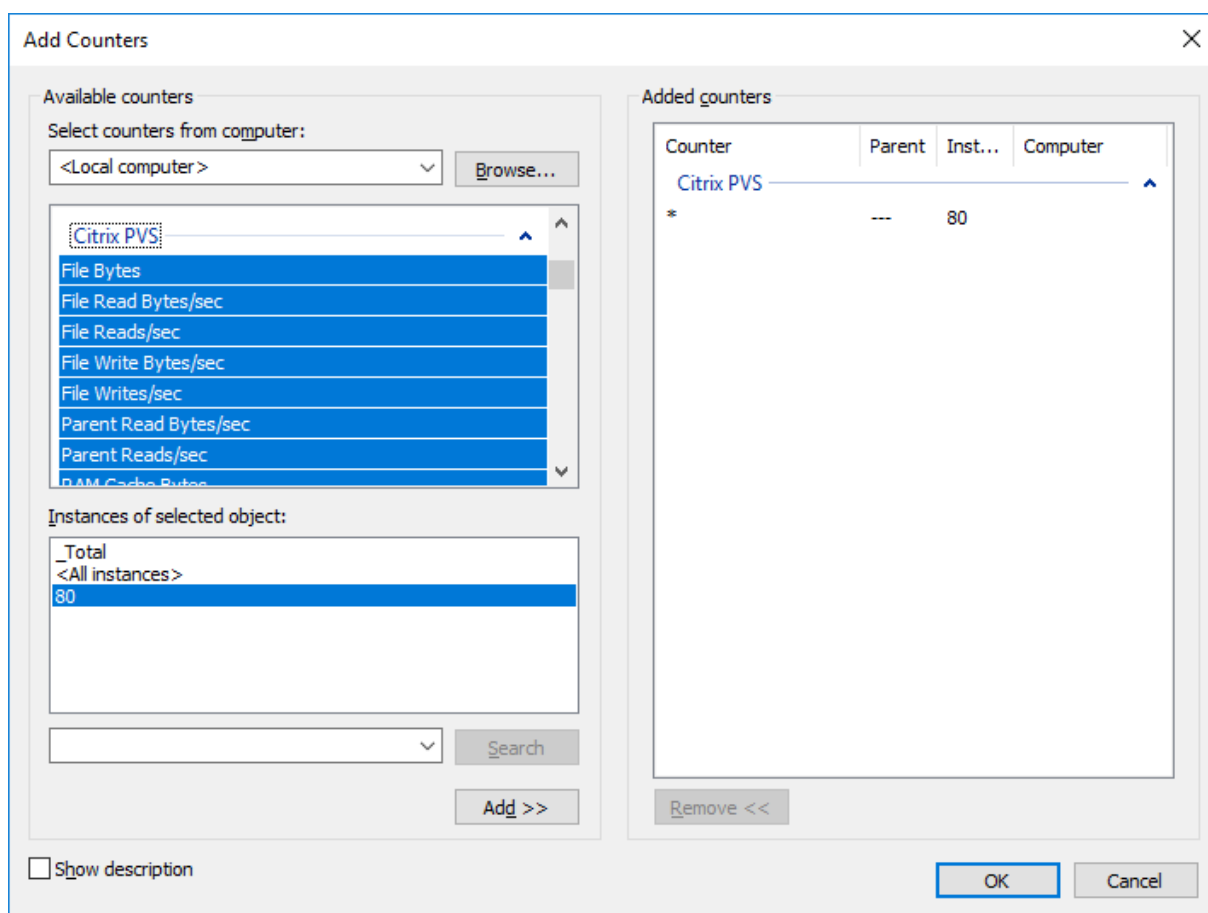 Add Counters
Available counters
Select counters from computer:
<Local computer>
Browse...
Citrix PVS
File Bytes
File Read Bytes/sec
File Reads/sec
File Write Bytes/sec
File Writes/sec
Parent Read Bytes/sec
Parent Reads/sec
RAM Cache Bytes
Instances of selected object:
_Total
<All instances>
80
Search
Add >>
Show description
Added counters
Counter Parent Inst... Computer
Citrix PVS
* --- 80
Remove <<
OK
Cancel